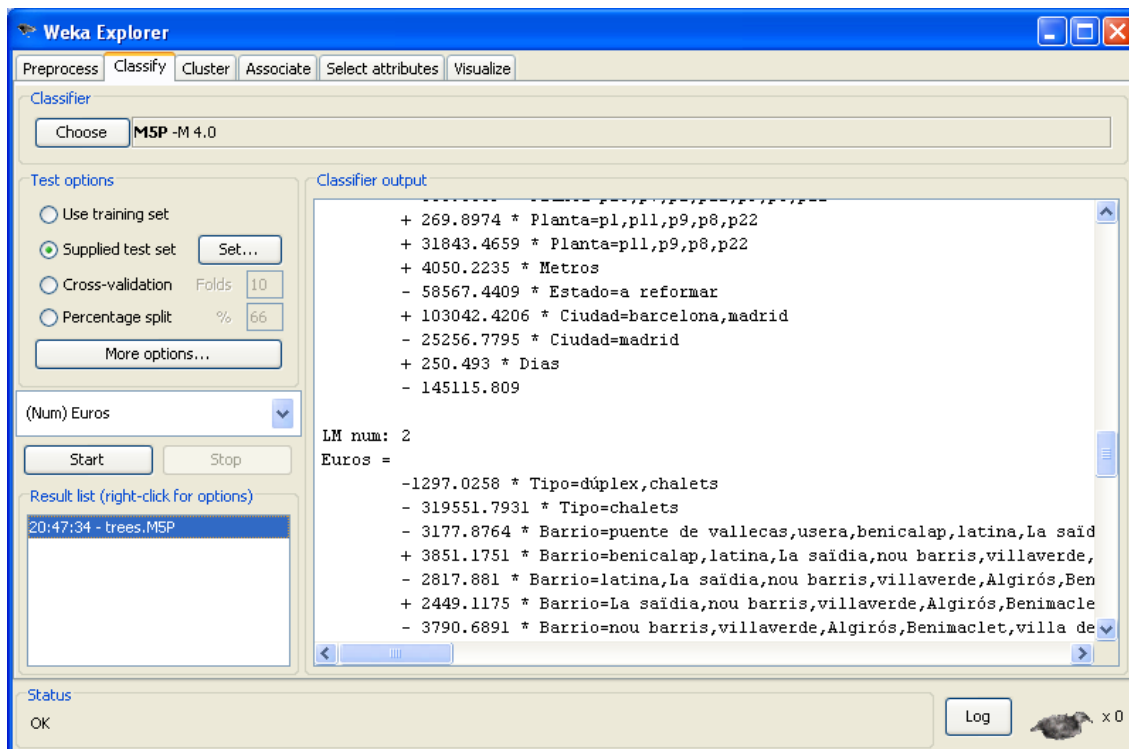 Weka Explorer
Preprocess Classify Cluster Associate Select attributes Visualize
Classifier
Choose M5P -M 4.0
Test options
Use training set
Supplied test set Set...
Cross-validation Folds 10
Percentage split % 66
More options...
(Num) Euros
Start Stop
Result list (right-click for options)
20:47:34 - trees.M5P
Classifier output
+ 269.8974 * Planta=p1,p11,p9,p8,p22
+ 31843.4659 * Planta=p11,p9,p8,p22
+ 4050.2235 * Metros
- 58567.4409 * Estado=a reformar
+ 103042.4206 * Ciudad=barcelona,madrid
- 25256.7795 * Ciudad=madrid
+ 250.493 * Dias
- 145115.809
LM num: 2
Euros =
-1297.0258 * Tipo=dúplex,chalets
- 319551.7931 * Tipo=chalets
- 3177.8764 * Barrio=puente de vallecas,usera,benicalap,latina,La saïd
+ 3851.1751 * Barrio=benicalap,latina,La saïdia,nou barris,villaverde,
- 2817.881 * Barrio=latina,La saïdia,nou barris,villaverde,Algirós,Ben
+ 2449.1175 * Barrio=La saïdia,nou barris,villaverde,Algirós,Benimacle
- 3790.6891 * Barrio=nou barris,villaverde,Algirós,Benimaclet,villa de
Status
OK
Log x 0